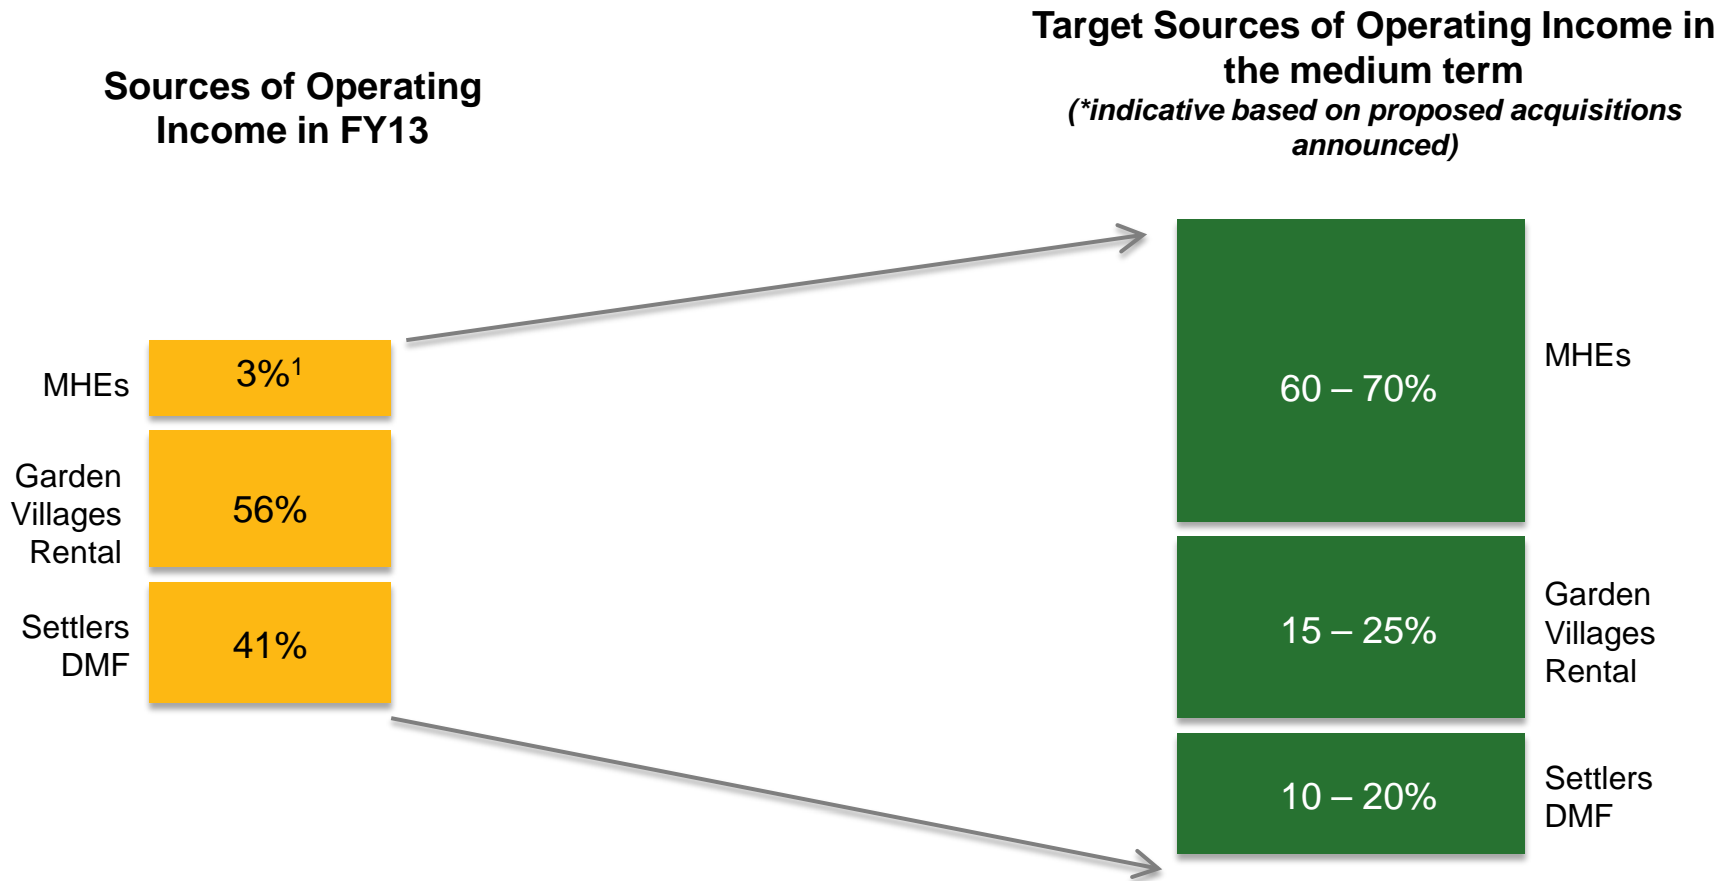 Sources of Operating
Income in FY13
Target Sources of Operating Income in
the medium term
(*indicative based on proposed acquisitions
announced)
MHEs
3%¹
Garden
Villages
Rental
56%
Settlers
DMF
41%
60 – 70%
MHEs
15 – 25%
Garden
Villages
Rental
10 – 20%
Settlers
DMF